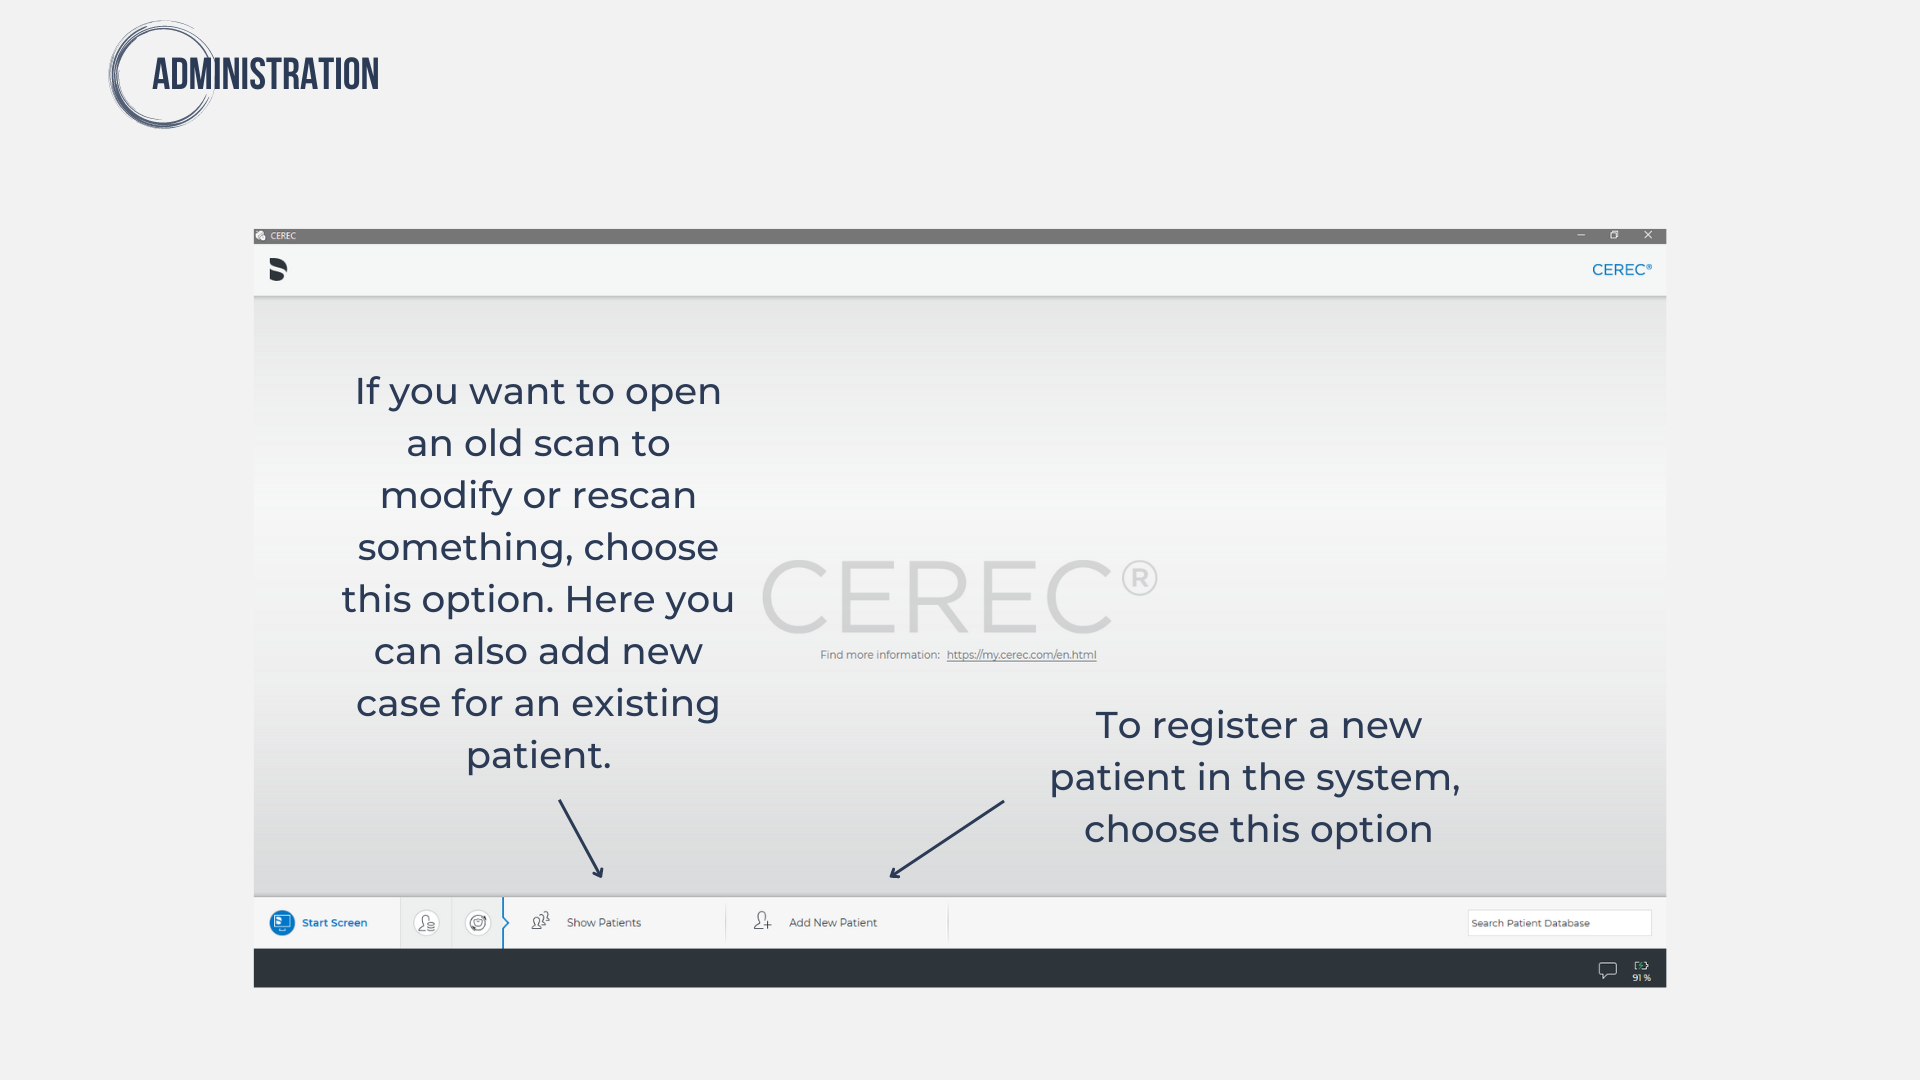 ADMINISTRATION
CEREC
CEREC®
If you want to open
an old scan to
modify or rescan
something, choose
this option. Here you
can also add new
case for an existing
patient.
CEREC®
Find more information: https://my.cerec.com/en.html
To register a new
patient in the system,
choose this option
Start Screen
Show Patients
Add New Patient
Search Patient Database
91 %